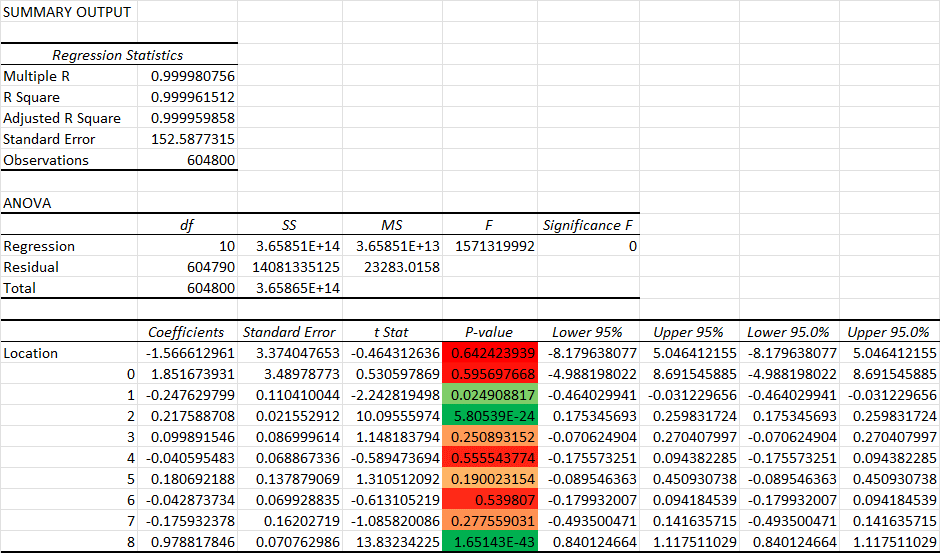 SUMMARY OUTPUT
Regression Statistics
Multiple R 0.999980756
R Square 0.999961512
Adjusted R Square 0.999959858
Standard Error 152.5877315
Observations 604800
ANOVA
df SS MS F Significance F
Regression 10 3.65851E+14 3.65851E+13 1571319992 0
Residual 604790 14081335125 23283.0158
Total 604800 3.65865E+14
Coefficients Standard Error t Stat P-value Lower 95% Upper 95% Lower 95.0% Upper 95.0%
Location -1.566612961 3.374047653 -0.464312636 0.642423939 -8.179638077 5.046412155 -8.179638077 5.046412155
0 1.851673931 3.48978773 0.530597869 0.595697668 -4.988198022 8.691545885 -4.988198022 8.691545885
1 -0.247629799 0.110410044 -2.242819498 0.024908817 -0.464029941 -0.031229656 -0.464029941 -0.031229656
2 0.217588708 0.021552912 10.09555974 5.80539E-24 0.175345693 0.259831724 0.175345693 0.259831724
3 0.099891546 0.086999614 1.148183794 0.250893152 -0.070624904 0.270407997 -0.070624904 0.270407997
4 -0.040595483 0.068867336 -0.589473694 0.555543774 -0.175573251 0.094382285 -0.175573251 0.094382285
5 0.180692188 0.137879069 1.310512092 0.190023154 -0.089546363 0.450930738 -0.089546363 0.450930738
6 -0.042873734 0.069928835 -0.613105219 0.539807 -0.179932007 0.094184539 -0.179932007 0.094184539
7 -0.175932378 0.16202719 -1.085820086 0.277559031 -0.493500471 0.141635715 -0.493500471 0.141635715
8 0.978817846 0.070762986 13.83234225 1.65143E-43 0.840124664 1.117511029 0.840124664 1.117511029